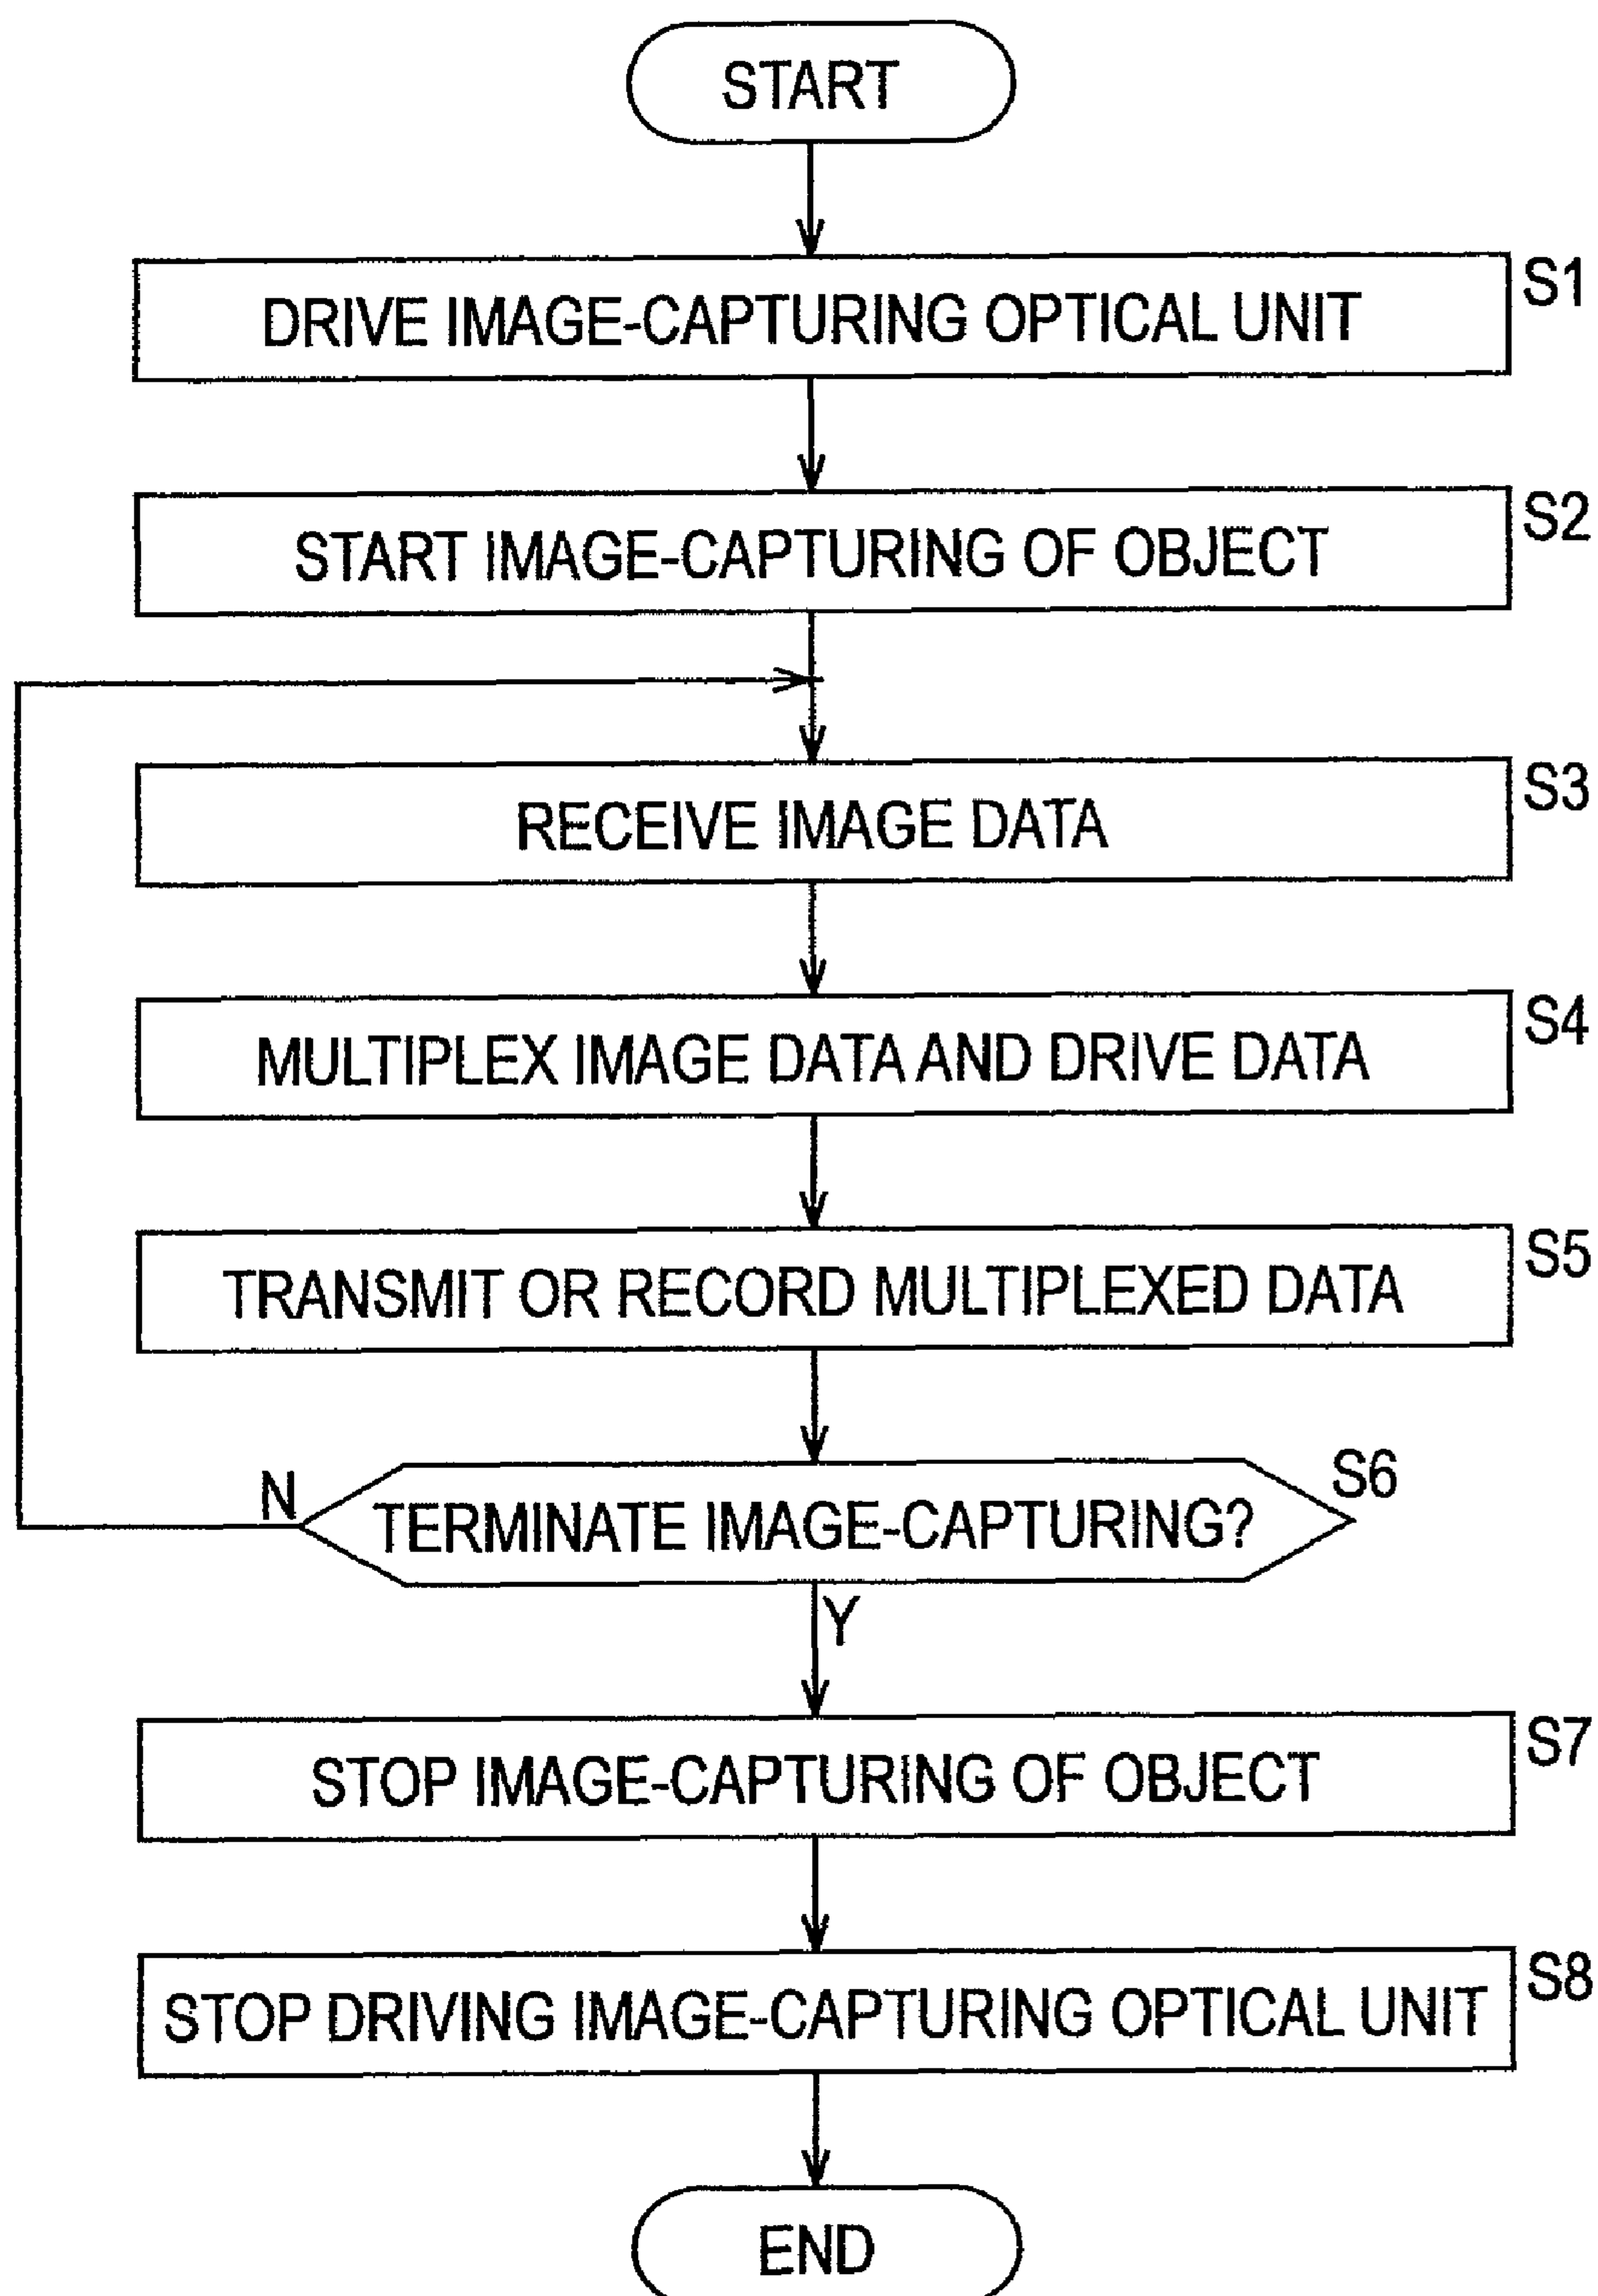 START
DRIVE IMAGE-CAPTURING OPTICAL UNIT
S1
START IMAGE-CAPTURING OF OBJECT
S2
RECEIVE IMAGE DATA
S3
MULTIPLEX IMAGE DATA AND DRIVE DATA
S4
TRANSMIT OR RECORD MULTIPLEXED DATA
S5
N
TERMINATE IMAGE-CAPTURING?
S6
Y
STOP IMAGE-CAPTURING OF OBJECT
S7
STOP DRIVING IMAGE-CAPTURING OPTICAL UNIT
S8
END